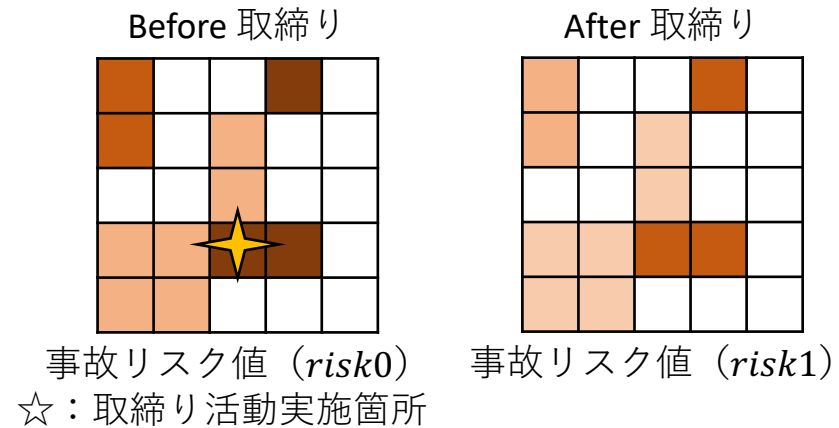 Before 取締り
After 取締り
事故リスク値（risk0）
事故リスク値（risk1）
☆：取締り活動実施箇所